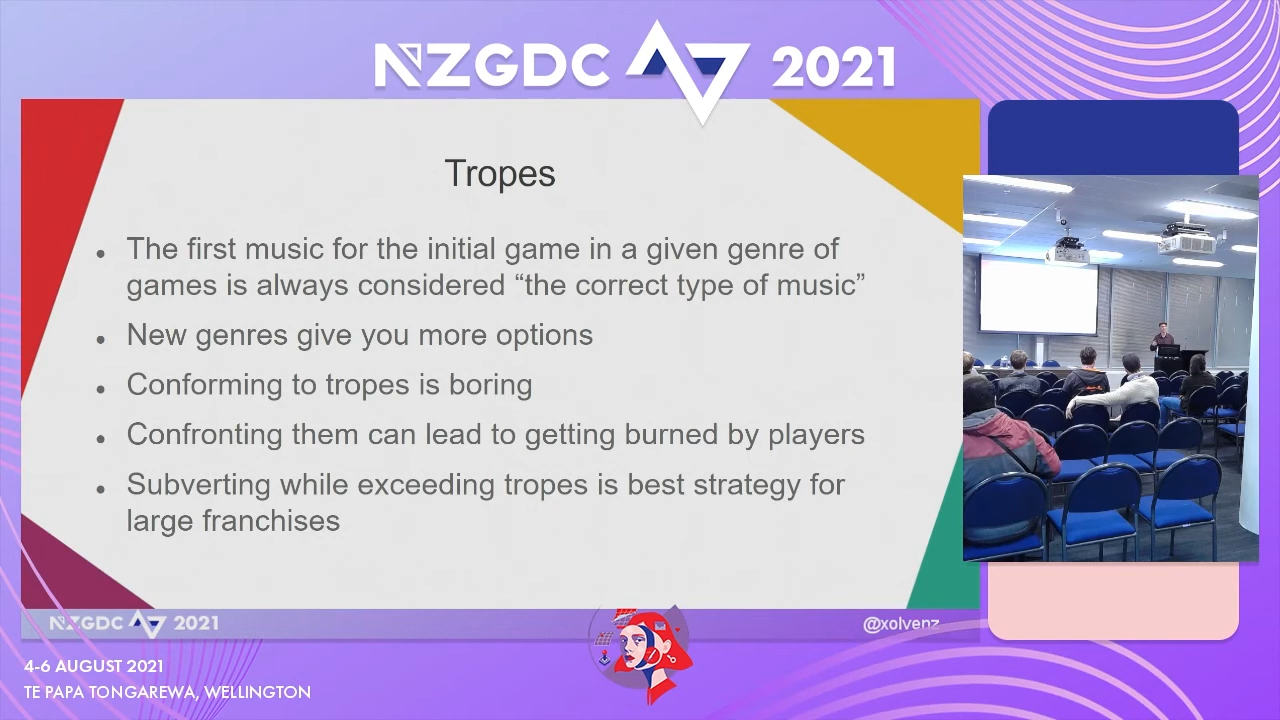 NZGDC 2021
Tropes
• The first music for the initial game in a given genre of
games is always considered “the correct type of music”
• New genres give you more options
• Conforming to tropes is boring
• Confronting them can lead to getting burned by players
• Subverting while exceeding tropes is best strategy for
large franchises
NZGDC 2021
@xolvenz
4-6 AUGUST 2021
TE PAPA TONGAREWA, WELLINGTON